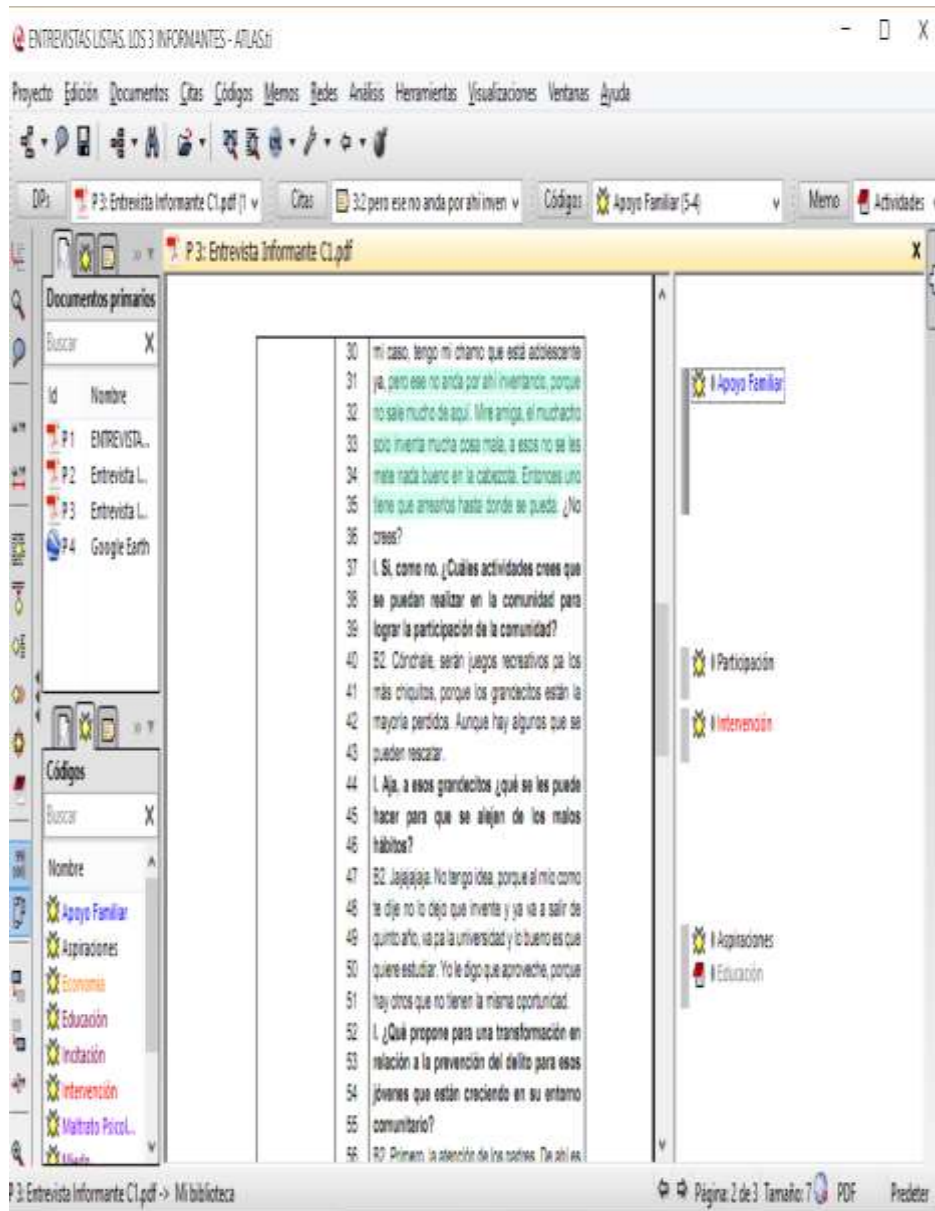 ENTREVISTAS LISTAS. LOS 3 INFORMANTES - ATLAS.ti
Proyecto Edición Documentos Citas Códigos Memos Redes Análisis Herramientas Visualizaciones Ventanas Ayuda
DPs P 3: Entrevista Informante C1.pdf (1 Citas 3:2 pero ese no anda por ahí inven Códigos Apoyo Familiar (5-4) Memo Actividades
P 3: Entrevista Informante C1.pdf X
Documentos primarios
Buscar X
Id Nombre
P 1 ENTREVISTA...
P 2 Entrevista I...
P 3 Entrevista I...
P 4 Google Earth
Códigos
Buscar X
Nombre
Apoyo Familiar
Aspiraciones
Economía
Educación
Incitación
Intervención
Maltrato Psicol...
Miedo
30 mi caso, tengo mi chamo que está adolescente
31 ya, pero ese no anda por ahí inventando, porque
32 no sale mucho de aquí. Mire amiga, el muchacho
33 solo inventa mucha cosa mala, a esos no se les
34 mete nada bueno en la cabezota. Entonces uno
35 tiene que arrearlos hasta donde se pueda. ¿No
36 crees?
37 I. Si, como no. ¿Cuáles actividades crees que
38 se puedan realizar en la comunidad para
39 lograr la participación de la comunidad?
40 B2. Cónchale, serán juegos recreativos pa los
41 más chiquitos, porque los grandecitos están la
42 mayoría perdidos. Aunque hay algunos que se
43 pueden rescatar.
44 I. Aja, a esos grandecitos ¿qué se les puede
45 hacer para que se alejen de los malos
46 hábitos?
47 B2. Jajajajaja. No tengo idea, porque al mío como
48 te dije no lo dejo que invente y ya va a salir de
49 quinto año, va pa la universidad y lo bueno es que
50 quiere estudiar. Yo le digo que aproveche, porque
51 hay otros que no tienen la misma oportunidad.
52 I. ¿Qué propone para una transformación en
53 relación a la prevención del delito para esos
54 jóvenes que están creciendo en su entorno
55 comunitario?
56 B2. Primero, la atención de los padres. De ahí es
Apoyo Familiar
Participación
Intervención
Aspiraciones
Educación
P 3: Entrevista Informante C1.pdf -> Mi biblioteca Página: 2 de 3 Tamaño: 7 PDF Predeter